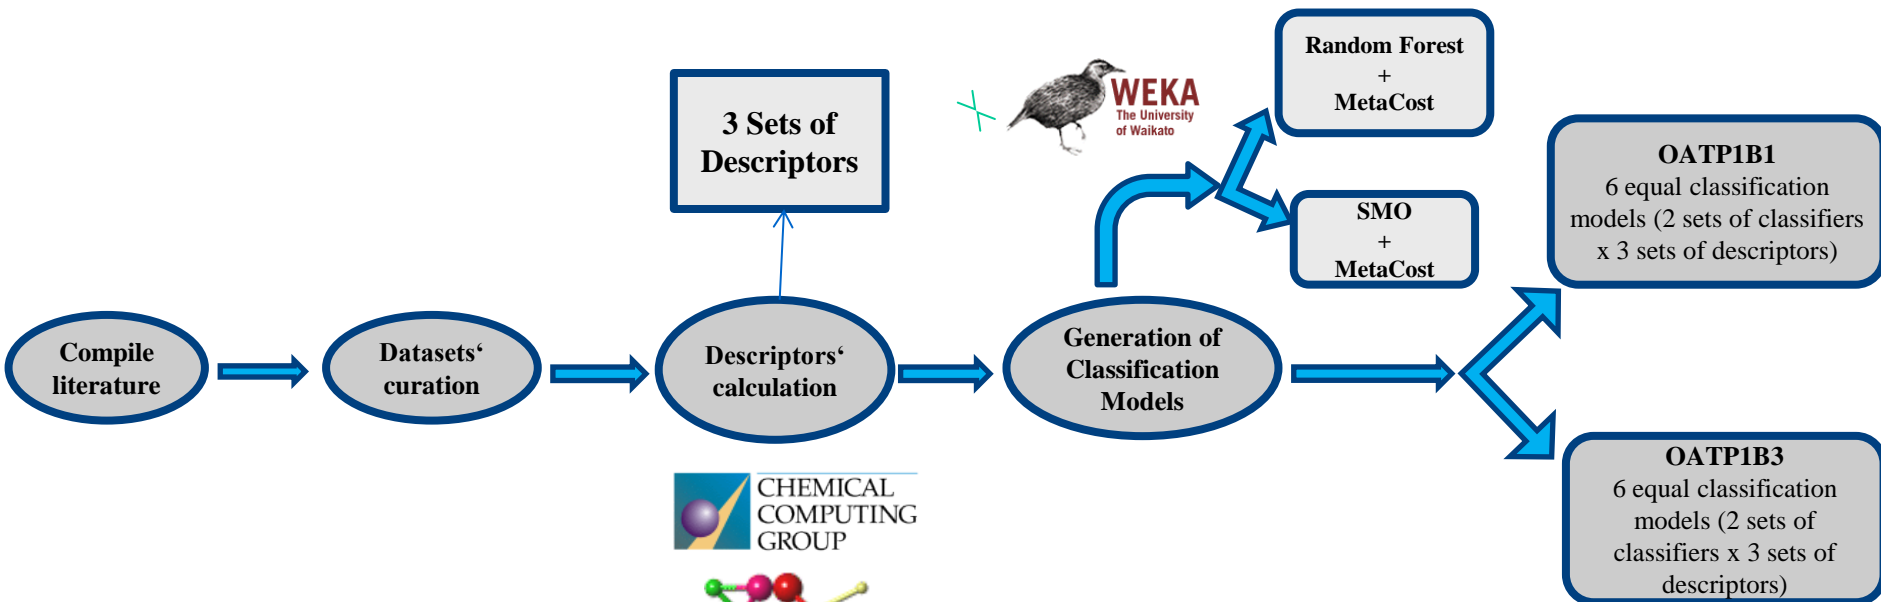 Compile
literature
Datasets‘
curation
3 Sets of
Descriptors
Descriptors‘
calculation
CHEMICAL
COMPUTING
GROUP
WEKA
The University
of Waikato
Generation of
Classification
Models
Random Forest
+
MetaCost
SMO
+
MetaCost
OATP1B1
6 equal classification
models (2 sets of classifiers
x 3 sets of descriptors)
OATP1B3
6 equal classification
models (2 sets of
classifiers x 3 sets of
descriptors)